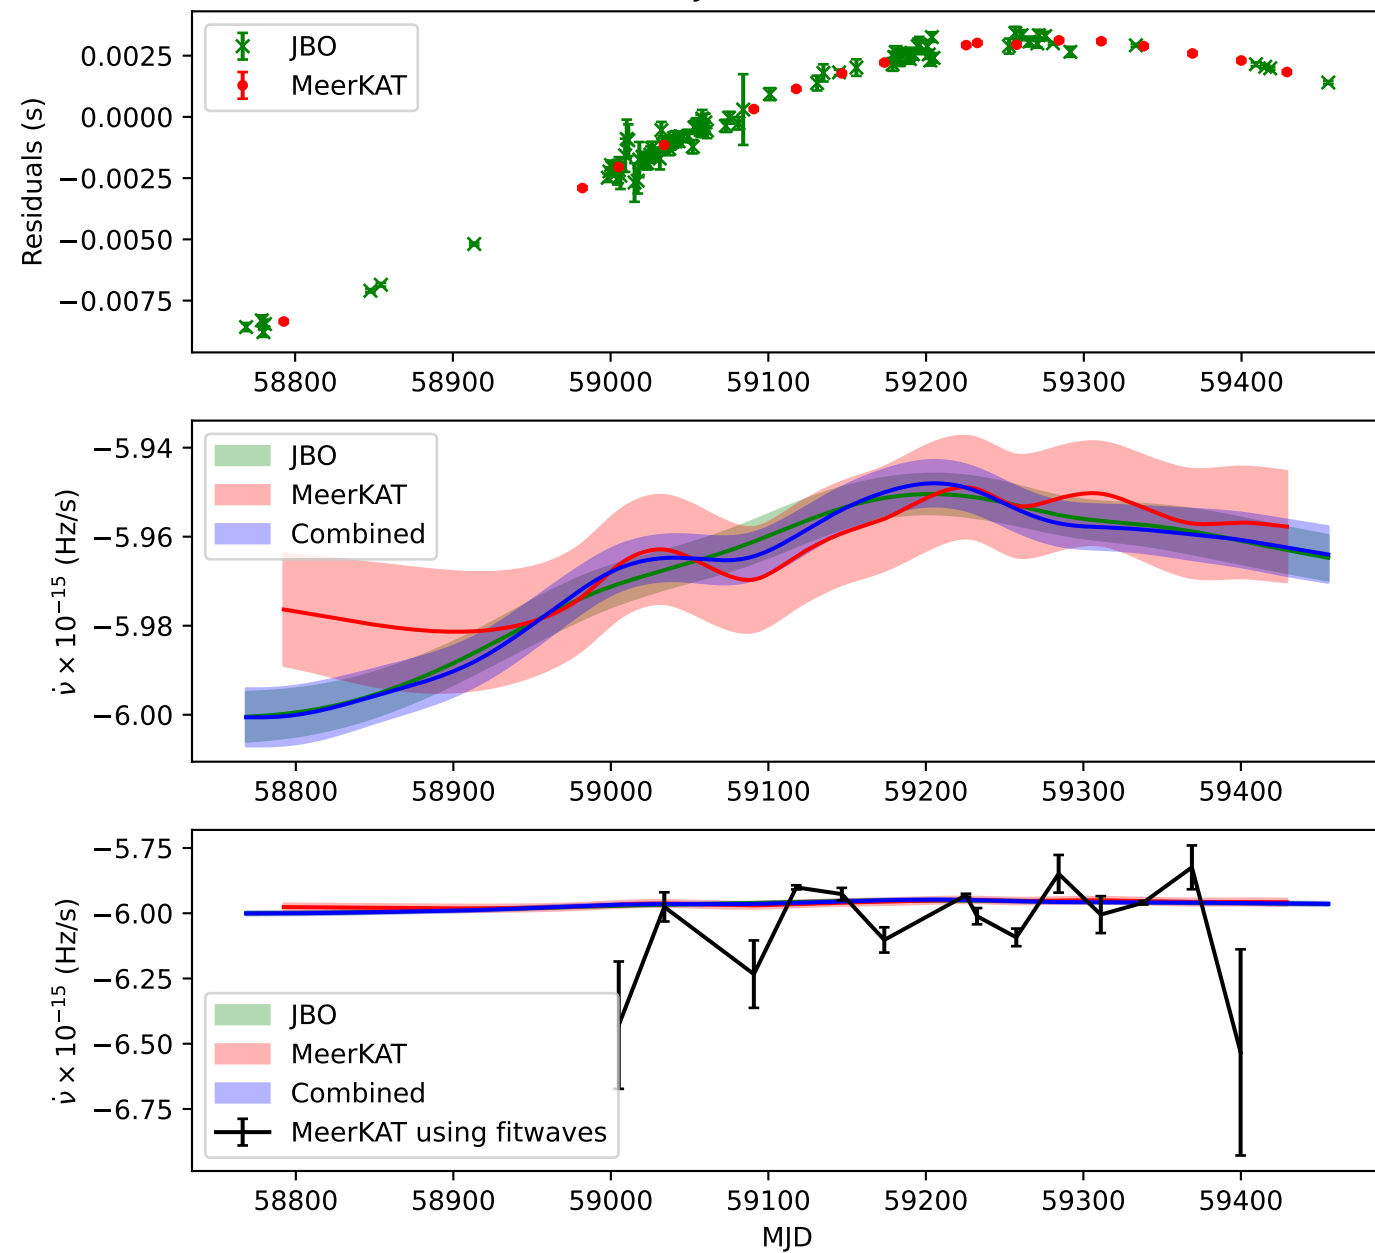 JBO
MeerKAT
0.0025
0.0000
−0.0025
−0.0050
−0.0075
Residuals (s)
58800 58900 59000 59100 59200 59300 59400
JBO
MeerKAT
Combined
−5.94
−5.96
−5.98
−6.00
ν̇ × 10⁻¹⁵ (Hz/s)
58800 58900 59000 59100 59200 59300 59400
−5.75
−6.00
−6.25
−6.50
−6.75
ν̇ × 10⁻¹⁵ (Hz/s)
JBO
MeerKAT
Combined
MeerKAT using fitwaves
58800 58900 59000 59100 59200 59300 59400
MJD